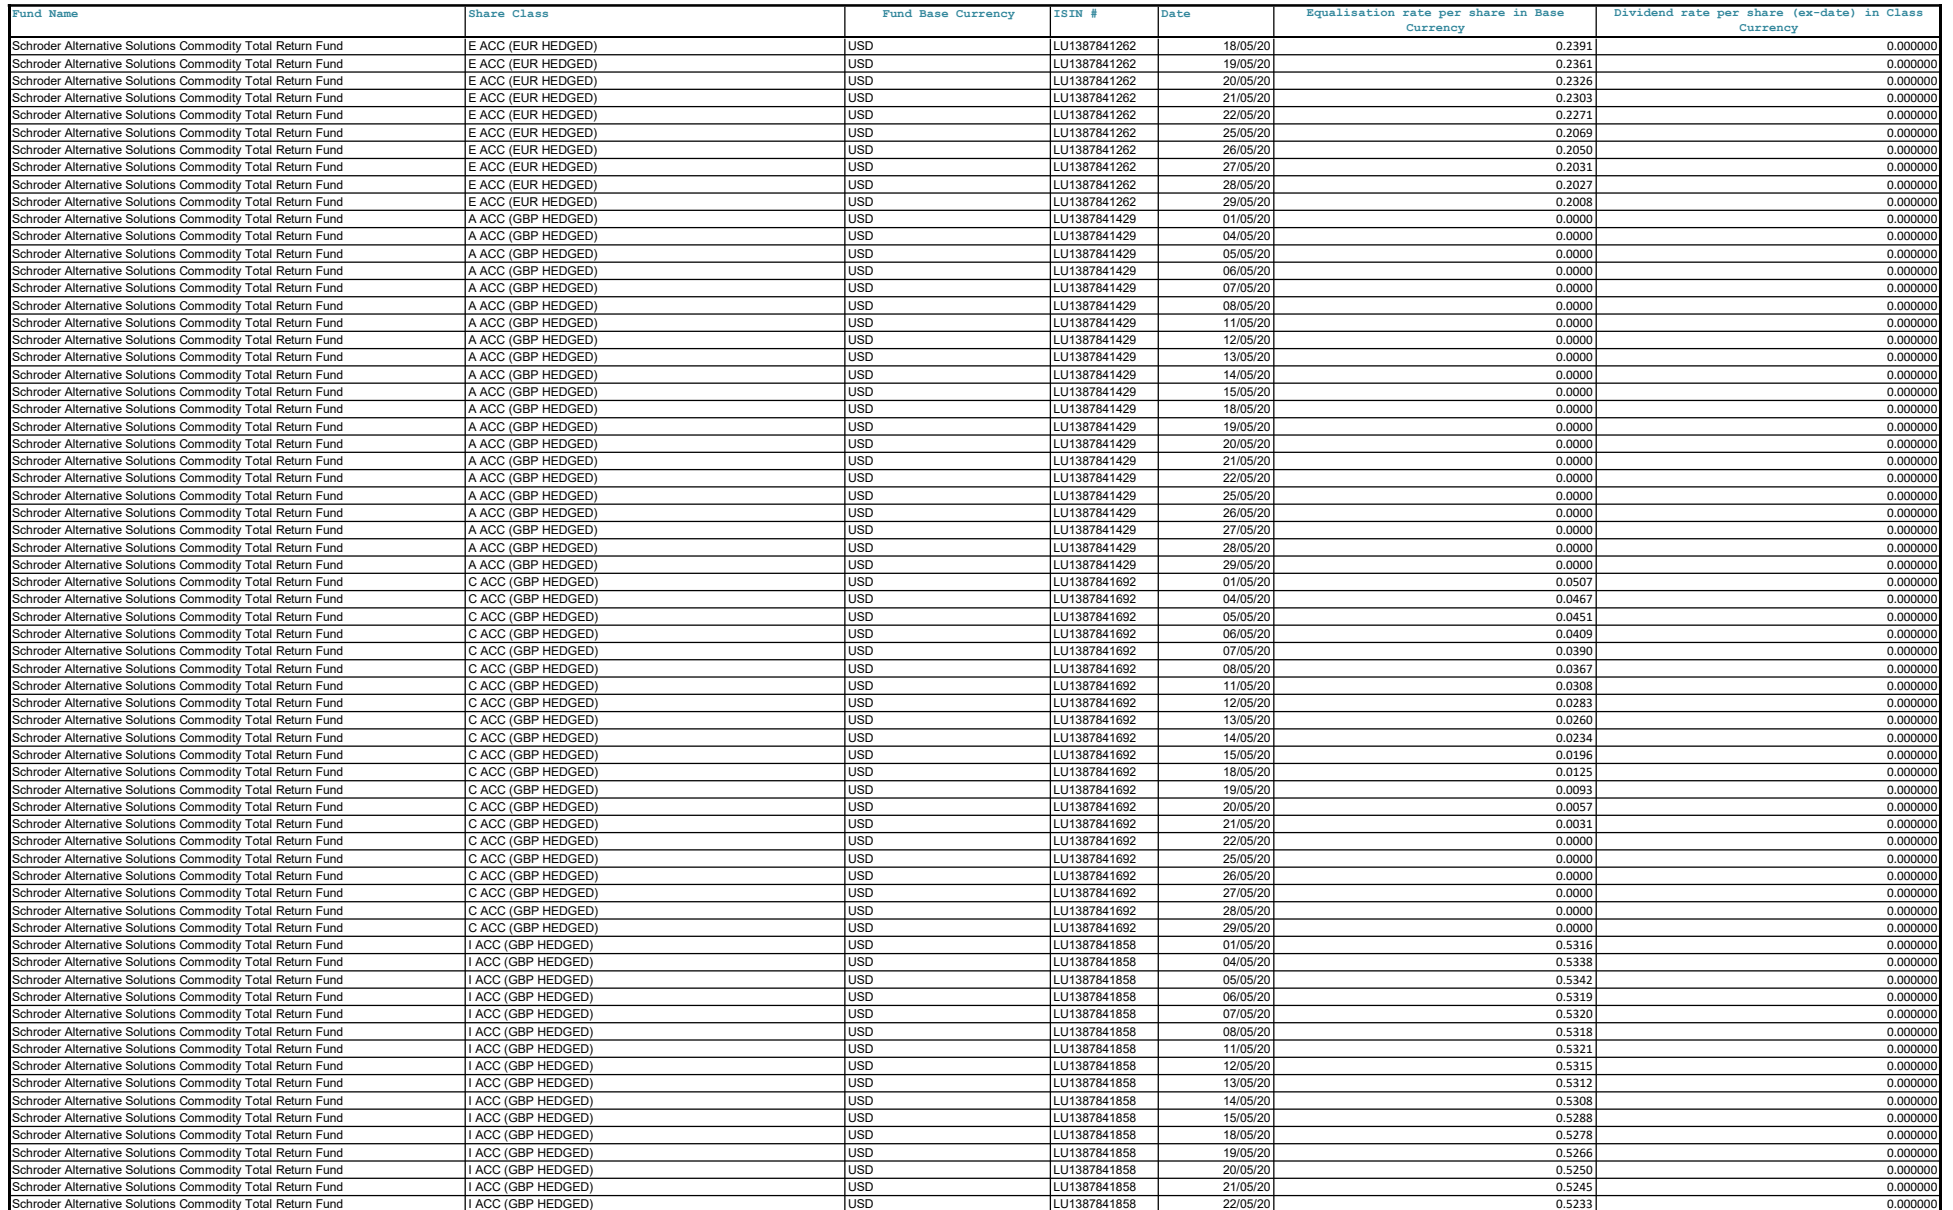 Fund Name Share Class Fund Base Currency ISIN # Date Equalisation rate per share in Base Currency Dividend rate per share (ex-date) in Class Currency
Schroder Alternative Solutions Commodity Total Return Fund E ACC (EUR HEDGED) USD LU1387841262 18/05/20 0.2391 0.000000
Schroder Alternative Solutions Commodity Total Return Fund E ACC (EUR HEDGED) USD LU1387841262 19/05/20 0.2361 0.000000
Schroder Alternative Solutions Commodity Total Return Fund E ACC (EUR HEDGED) USD LU1387841262 20/05/20 0.2326 0.000000
Schroder Alternative Solutions Commodity Total Return Fund E ACC (EUR HEDGED) USD LU1387841262 21/05/20 0.2303 0.000000
Schroder Alternative Solutions Commodity Total Return Fund E ACC (EUR HEDGED) USD LU1387841262 22/05/20 0.2271 0.000000
Schroder Alternative Solutions Commodity Total Return Fund E ACC (EUR HEDGED) USD LU1387841262 25/05/20 0.2069 0.000000
Schroder Alternative Solutions Commodity Total Return Fund E ACC (EUR HEDGED) USD LU1387841262 26/05/20 0.2050 0.000000
Schroder Alternative Solutions Commodity Total Return Fund E ACC (EUR HEDGED) USD LU1387841262 27/05/20 0.2031 0.000000
Schroder Alternative Solutions Commodity Total Return Fund E ACC (EUR HEDGED) USD LU1387841262 28/05/20 0.2027 0.000000
Schroder Alternative Solutions Commodity Total Return Fund E ACC (EUR HEDGED) USD LU1387841262 29/05/20 0.2008 0.000000
Schroder Alternative Solutions Commodity Total Return Fund A ACC (GBP HEDGED) USD LU1387841429 01/05/20 0.0000 0.000000
Schroder Alternative Solutions Commodity Total Return Fund A ACC (GBP HEDGED) USD LU1387841429 04/05/20 0.0000 0.000000
Schroder Alternative Solutions Commodity Total Return Fund A ACC (GBP HEDGED) USD LU1387841429 05/05/20 0.0000 0.000000
Schroder Alternative Solutions Commodity Total Return Fund A ACC (GBP HEDGED) USD LU1387841429 06/05/20 0.0000 0.000000
Schroder Alternative Solutions Commodity Total Return Fund A ACC (GBP HEDGED) USD LU1387841429 07/05/20 0.0000 0.000000
Schroder Alternative Solutions Commodity Total Return Fund A ACC (GBP HEDGED) USD LU1387841429 08/05/20 0.0000 0.000000
Schroder Alternative Solutions Commodity Total Return Fund A ACC (GBP HEDGED) USD LU1387841429 11/05/20 0.0000 0.000000
Schroder Alternative Solutions Commodity Total Return Fund A ACC (GBP HEDGED) USD LU1387841429 12/05/20 0.0000 0.000000
Schroder Alternative Solutions Commodity Total Return Fund A ACC (GBP HEDGED) USD LU1387841429 13/05/20 0.0000 0.000000
Schroder Alternative Solutions Commodity Total Return Fund A ACC (GBP HEDGED) USD LU1387841429 14/05/20 0.0000 0.000000
Schroder Alternative Solutions Commodity Total Return Fund A ACC (GBP HEDGED) USD LU1387841429 15/05/20 0.0000 0.000000
Schroder Alternative Solutions Commodity Total Return Fund A ACC (GBP HEDGED) USD LU1387841429 18/05/20 0.0000 0.000000
Schroder Alternative Solutions Commodity Total Return Fund A ACC (GBP HEDGED) USD LU1387841429 19/05/20 0.0000 0.000000
Schroder Alternative Solutions Commodity Total Return Fund A ACC (GBP HEDGED) USD LU1387841429 20/05/20 0.0000 0.000000
Schroder Alternative Solutions Commodity Total Return Fund A ACC (GBP HEDGED) USD LU1387841429 21/05/20 0.0000 0.000000
Schroder Alternative Solutions Commodity Total Return Fund A ACC (GBP HEDGED) USD LU1387841429 22/05/20 0.0000 0.000000
Schroder Alternative Solutions Commodity Total Return Fund A ACC (GBP HEDGED) USD LU1387841429 25/05/20 0.0000 0.000000
Schroder Alternative Solutions Commodity Total Return Fund A ACC (GBP HEDGED) USD LU1387841429 26/05/20 0.0000 0.000000
Schroder Alternative Solutions Commodity Total Return Fund A ACC (GBP HEDGED) USD LU1387841429 27/05/20 0.0000 0.000000
Schroder Alternative Solutions Commodity Total Return Fund A ACC (GBP HEDGED) USD LU1387841429 28/05/20 0.0000 0.000000
Schroder Alternative Solutions Commodity Total Return Fund A ACC (GBP HEDGED) USD LU1387841429 29/05/20 0.0000 0.000000
Schroder Alternative Solutions Commodity Total Return Fund C ACC (GBP HEDGED) USD LU1387841692 01/05/20 0.0507 0.000000
Schroder Alternative Solutions Commodity Total Return Fund C ACC (GBP HEDGED) USD LU1387841692 04/05/20 0.0467 0.000000
Schroder Alternative Solutions Commodity Total Return Fund C ACC (GBP HEDGED) USD LU1387841692 05/05/20 0.0451 0.000000
Schroder Alternative Solutions Commodity Total Return Fund C ACC (GBP HEDGED) USD LU1387841692 06/05/20 0.0409 0.000000
Schroder Alternative Solutions Commodity Total Return Fund C ACC (GBP HEDGED) USD LU1387841692 07/05/20 0.0390 0.000000
Schroder Alternative Solutions Commodity Total Return Fund C ACC (GBP HEDGED) USD LU1387841692 08/05/20 0.0367 0.000000
Schroder Alternative Solutions Commodity Total Return Fund C ACC (GBP HEDGED) USD LU1387841692 11/05/20 0.0308 0.000000
Schroder Alternative Solutions Commodity Total Return Fund C ACC (GBP HEDGED) USD LU1387841692 12/05/20 0.0283 0.000000
Schroder Alternative Solutions Commodity Total Return Fund C ACC (GBP HEDGED) USD LU1387841692 13/05/20 0.0260 0.000000
Schroder Alternative Solutions Commodity Total Return Fund C ACC (GBP HEDGED) USD LU1387841692 14/05/20 0.0234 0.000000
Schroder Alternative Solutions Commodity Total Return Fund C ACC (GBP HEDGED) USD LU1387841692 15/05/20 0.0196 0.000000
Schroder Alternative Solutions Commodity Total Return Fund C ACC (GBP HEDGED) USD LU1387841692 18/05/20 0.0125 0.000000
Schroder Alternative Solutions Commodity Total Return Fund C ACC (GBP HEDGED) USD LU1387841692 19/05/20 0.0093 0.000000
Schroder Alternative Solutions Commodity Total Return Fund C ACC (GBP HEDGED) USD LU1387841692 20/05/20 0.0057 0.000000
Schroder Alternative Solutions Commodity Total Return Fund C ACC (GBP HEDGED) USD LU1387841692 21/05/20 0.0031 0.000000
Schroder Alternative Solutions Commodity Total Return Fund C ACC (GBP HEDGED) USD LU1387841692 22/05/20 0.0000 0.000000
Schroder Alternative Solutions Commodity Total Return Fund C ACC (GBP HEDGED) USD LU1387841692 25/05/20 0.0000 0.000000
Schroder Alternative Solutions Commodity Total Return Fund C ACC (GBP HEDGED) USD LU1387841692 26/05/20 0.0000 0.000000
Schroder Alternative Solutions Commodity Total Return Fund C ACC (GBP HEDGED) USD LU1387841692 27/05/20 0.0000 0.000000
Schroder Alternative Solutions Commodity Total Return Fund C ACC (GBP HEDGED) USD LU1387841692 28/05/20 0.0000 0.000000
Schroder Alternative Solutions Commodity Total Return Fund C ACC (GBP HEDGED) USD LU1387841692 29/05/20 0.0000 0.000000
Schroder Alternative Solutions Commodity Total Return Fund I ACC (GBP HEDGED) USD LU1387841858 01/05/20 0.5316 0.000000
Schroder Alternative Solutions Commodity Total Return Fund I ACC (GBP HEDGED) USD LU1387841858 04/05/20 0.5338 0.000000
Schroder Alternative Solutions Commodity Total Return Fund I ACC (GBP HEDGED) USD LU1387841858 05/05/20 0.5342 0.000000
Schroder Alternative Solutions Commodity Total Return Fund I ACC (GBP HEDGED) USD LU1387841858 06/05/20 0.5319 0.000000
Schroder Alternative Solutions Commodity Total Return Fund I ACC (GBP HEDGED) USD LU1387841858 07/05/20 0.5320 0.000000
Schroder Alternative Solutions Commodity Total Return Fund I ACC (GBP HEDGED) USD LU1387841858 08/05/20 0.5318 0.000000
Schroder Alternative Solutions Commodity Total Return Fund I ACC (GBP HEDGED) USD LU1387841858 11/05/20 0.5321 0.000000
Schroder Alternative Solutions Commodity Total Return Fund I ACC (GBP HEDGED) USD LU1387841858 12/05/20 0.5315 0.000000
Schroder Alternative Solutions Commodity Total Return Fund I ACC (GBP HEDGED) USD LU1387841858 13/05/20 0.5312 0.000000
Schroder Alternative Solutions Commodity Total Return Fund I ACC (GBP HEDGED) USD LU1387841858 14/05/20 0.5308 0.000000
Schroder Alternative Solutions Commodity Total Return Fund I ACC (GBP HEDGED) USD LU1387841858 15/05/20 0.5288 0.000000
Schroder Alternative Solutions Commodity Total Return Fund I ACC (GBP HEDGED) USD LU1387841858 18/05/20 0.5278 0.000000
Schroder Alternative Solutions Commodity Total Return Fund I ACC (GBP HEDGED) USD LU1387841858 19/05/20 0.5266 0.000000
Schroder Alternative Solutions Commodity Total Return Fund I ACC (GBP HEDGED) USD LU1387841858 20/05/20 0.5250 0.000000
Schroder Alternative Solutions Commodity Total Return Fund I ACC (GBP HEDGED) USD LU1387841858 21/05/20 0.5245 0.000000
Schroder Alternative Solutions Commodity Total Return Fund I ACC (GBP HEDGED) USD LU1387841858 22/05/20 0.5233 0.000000